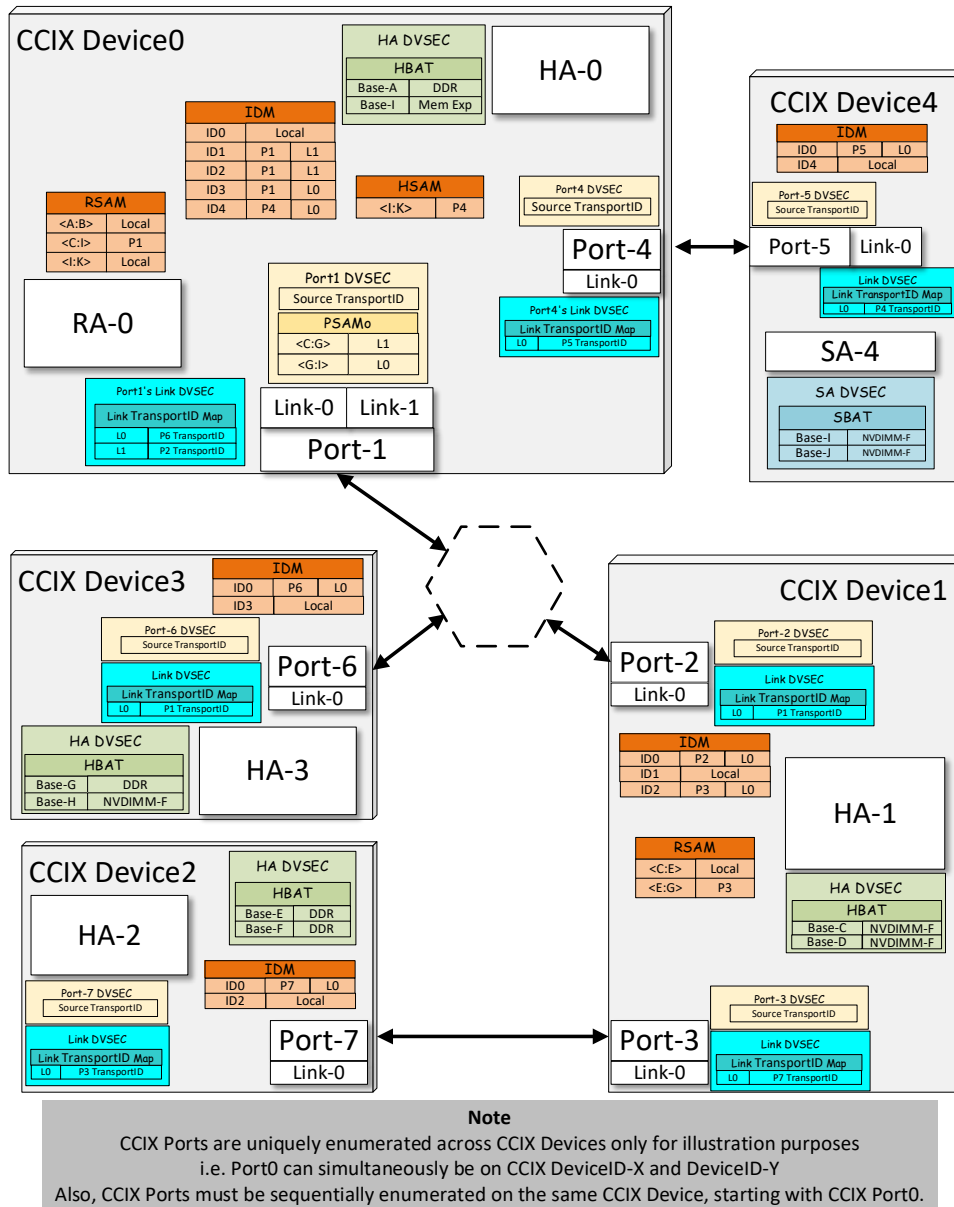 CCIX Device0
HA DVSEC
HBAT
Base-A DDR
Base-I Mem Exp
HA-0
IDM
ID0 Local
ID1 P1 L1
ID2 P1 L1
ID3 P1 L0
ID4 P4 L0
HSAM
<I:K> P4
RSAM
<A:B> Local
<C:I> P1
<I:K> Local
RA-0
Port4 DVSEC
Source TransportID
Port-4
Link-0
Port4's Link DVSEC
Link TransportID Map
L0 P5 TransportID
Port1 DVSEC
Source TransportID
PSAMo
<C:G> L1
<G:I> L0
Port1's Link DVSEC
Link TransportID Map
L0 P6 TransportID
L1 P2 TransportID
Link-0 Link-1
Port-1
CCIX Device4
IDM
ID0 P5 L0
ID4 Local
Port-5 DVSEC
Source TransportID
Port-5 Link-0
Link DVSEC
Link TransportID Map
L0 P4 TransportID
SA-4
SA DVSEC
SBAT
Base-I NVDIMM-F
Base-J NVDIMM-F
CCIX Device3
IDM
ID0 P6 L0
ID3 Local
Port-6 DVSEC
Source TransportID
Port-6
Link-0
Link DVSEC
Link TransportID Map
L0 P1 TransportID
HA DVSEC
HBAT
Base-G DDR
Base-H NVDIMM-F
HA-3
CCIX Device1
Port-2
Link-0
Port-2 DVSEC
Source TransportID
Link DVSEC
Link TransportID Map
L0 P1 TransportID
IDM
ID0 P2 L0
ID1 Local
ID2 P3 L0
HA-1
RSAM
<C:E> Local
<E:G> P3
HA DVSEC
HBAT
Base-C NVDIMM-F
Base-D NVDIMM-F
Port-3 DVSEC
Source TransportID
Port-3
Link-0
Link DVSEC
Link TransportID Map
L0 P7 TransportID
CCIX Device2
HA DVSEC
HBAT
Base-E DDR
Base-F DDR
HA-2
IDM
ID0 P7 L0
ID2 Local
Port-7 DVSEC
Source TransportID
Link DVSEC
Link TransportID Map
L0 P3 TransportID
Port-7
Link-0
Note
CCIX Ports are uniquely enumerated across CCIX Devices only for illustration purposes
i.e. Port0 can simultaneously be on CCIX DeviceID-X and DeviceID-Y
Also, CCIX Ports must be sequentially enumerated on the same CCIX Device, starting with CCIX Port0.